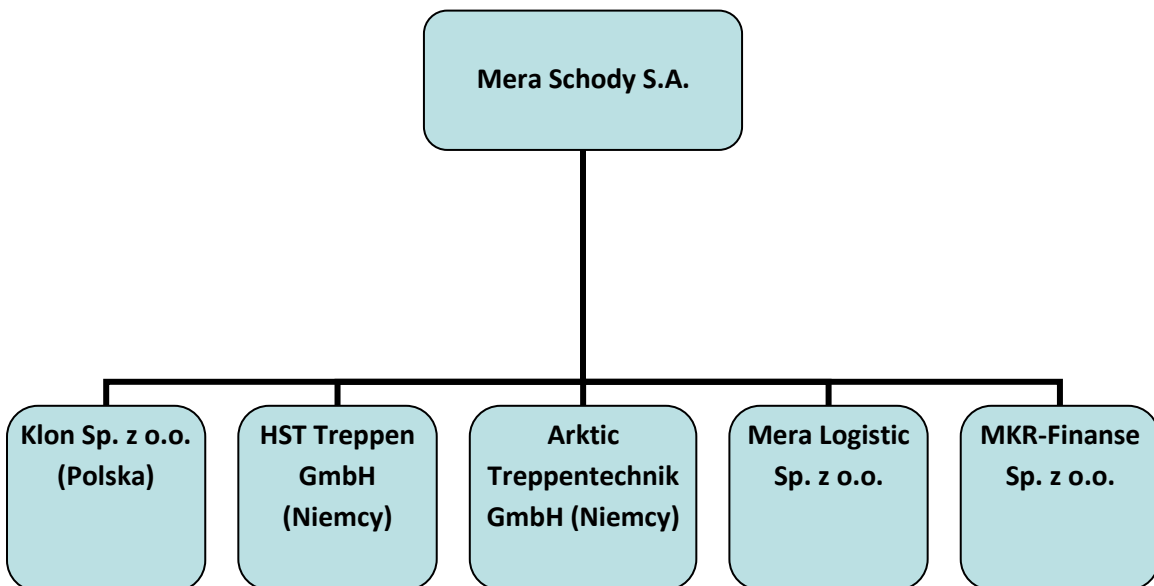 Mera Schody S.A.
Klon Sp. z o.o.
(Polska)
HST Treppen
GmbH
(Niemcy)
Arktic
Treppentechnik
GmbH (Niemcy)
Mera Logistic
Sp. z o.o.
MKR-Finanse
Sp. z o.o.